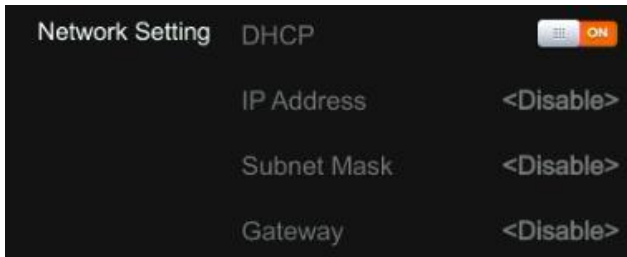 Network Setting DHCP ON
IP Address <Disable>
Subnet Mask <Disable>
Gateway <Disable>